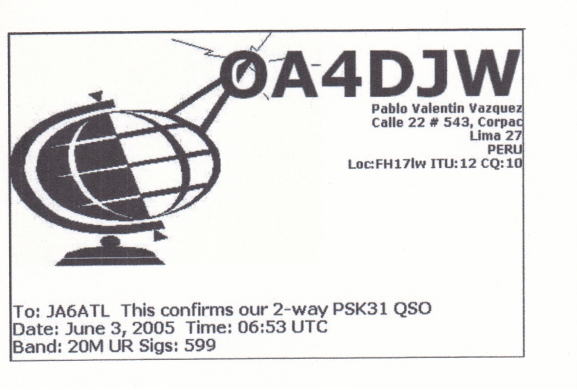 OA4DJW
Pablo Valentin Vazquez
Calle 22 # 543, Corpac
Lima 27
PERU
Loc:FH17lw ITU:12 CQ:10
To: JA6ATL This confirms our 2-way PSK31 QSO
Date: June 3, 2005 Time: 06:53 UTC
Band: 20M UR Sigs: 599